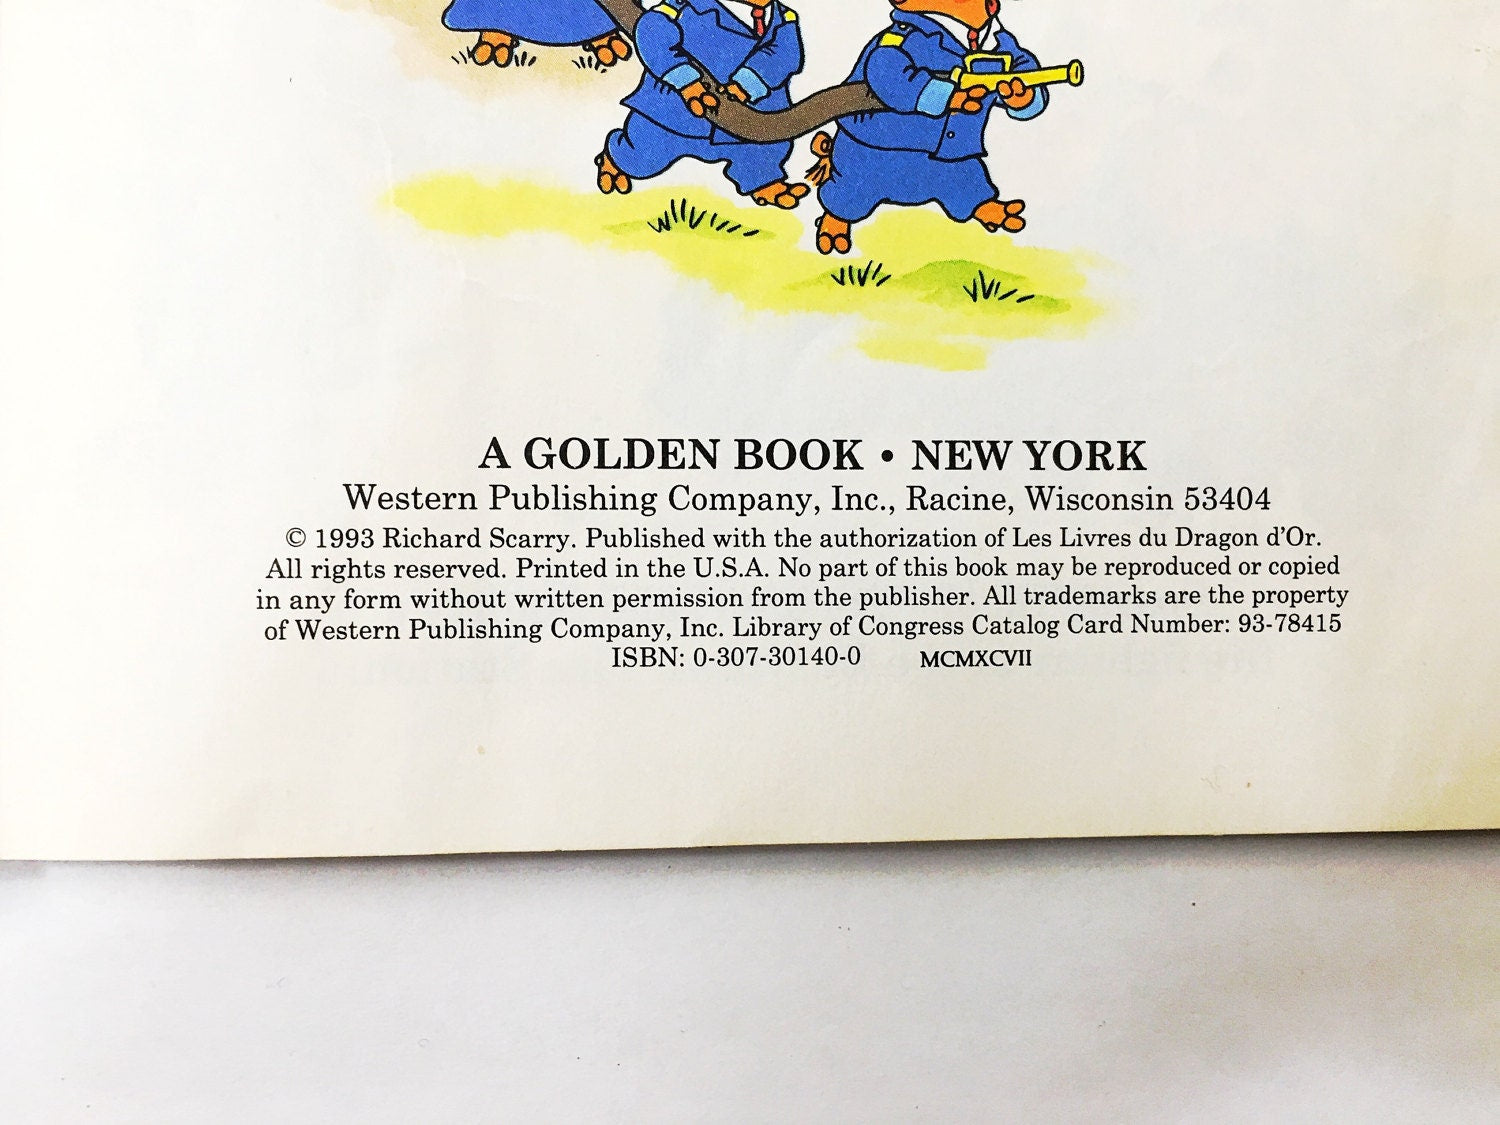 A GOLDEN BOOK • NEW YORK
Western Publishing Company, Inc., Racine, Wisconsin 53404
© 1993 Richard Scarry. Published with the authorization of Les Livres du Dragon d'Or.
All rights reserved. Printed in the U.S.A. No part of this book may be reproduced or copied
in any form without written permission from the publisher. All trademarks are the property
of Western Publishing Company, Inc. Library of Congress Catalog Card Number: 93-78415
ISBN: 0-307-30140-0 MCMXCVII